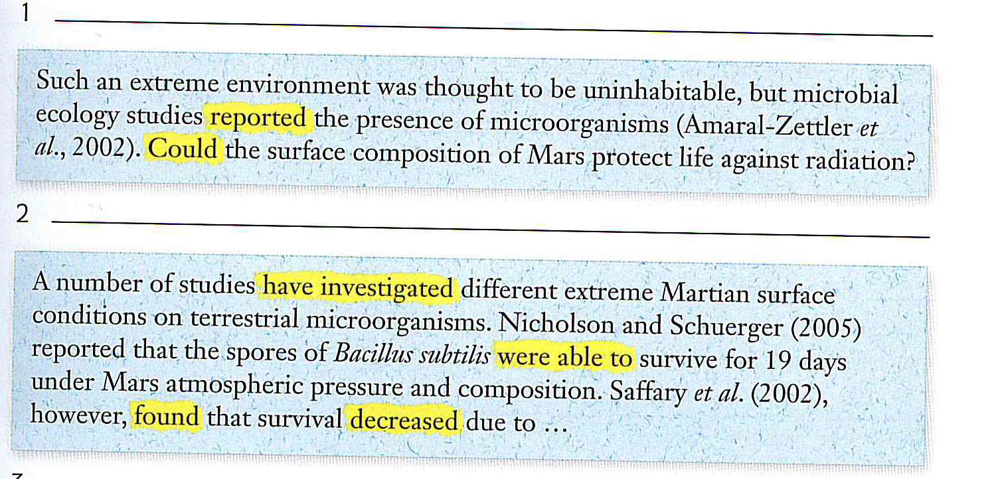 1
Such an extreme environment was thought to be uninhabitable, but microbial
ecology studies reported the presence of microorganisms (Amaral-Zettler et
al., 2002). Could the surface composition of Mars protect life against radiation?
2
A number of studies have investigated different extreme Martian surface
conditions on terrestrial microorganisms. Nicholson and Schuerger (2005)
reported that the spores of Bacillus subtilis were able to survive for 19 days
under Mars atmospheric pressure and composition. Saffary et al. (2002),
however, found that survival decreased due to …